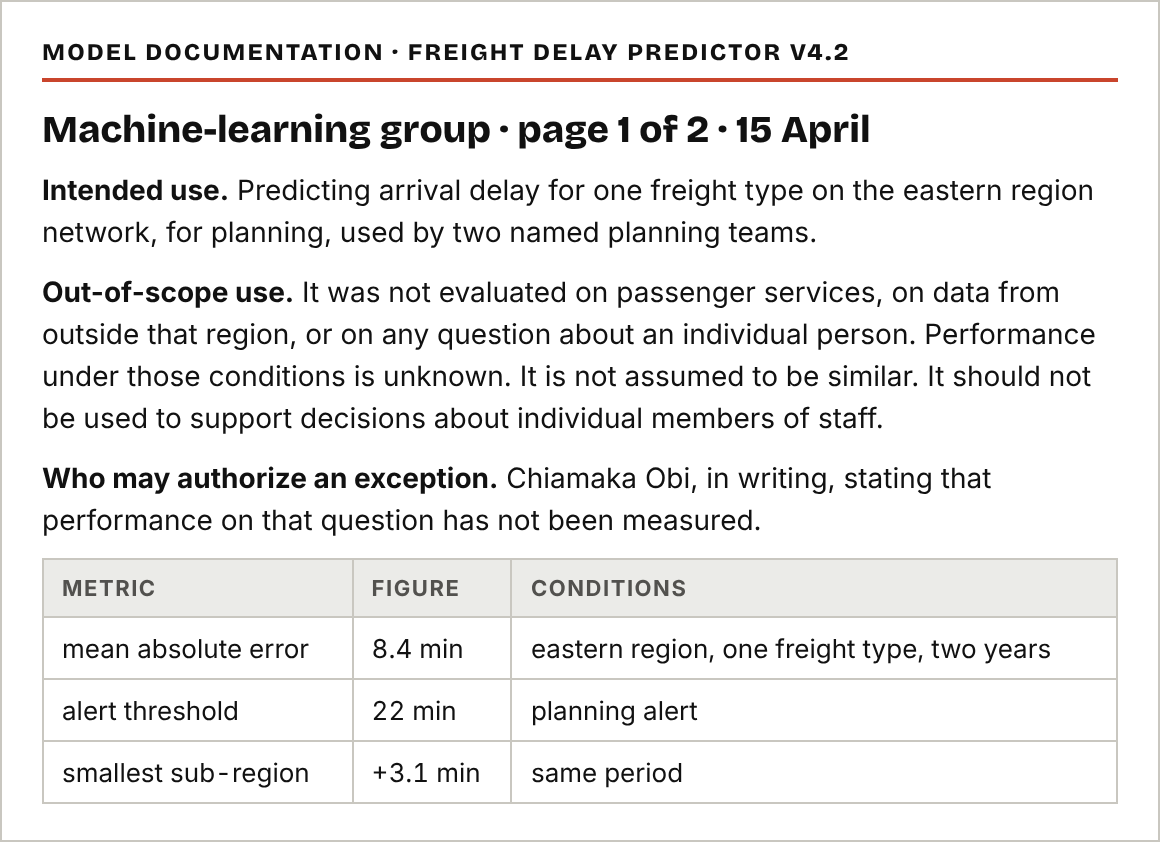 MODEL DOCUMENTATION · FREIGHT DELAY PREDICTOR V4.2
Machine-learning group · page 1 of 2 · 15 April
Intended use. Predicting arrival delay for one freight type on the eastern region
network, for planning, used by two named planning teams.
Out-of-scope use. It was not evaluated on passenger services, on data from
outside that region, or on any question about an individual person. Performance
under those conditions is unknown. It is not assumed to be similar. It should not
be used to support decisions about individual members of staff.
Who may authorize an exception. Chiamaka Obi, in writing, stating that
performance on that question has not been measured.
METRIC FIGURE CONDITIONS
mean absolute error 8.4 min eastern region, one freight type, two years
alert threshold 22 min planning alert
smallest sub-region +3.1 min same period